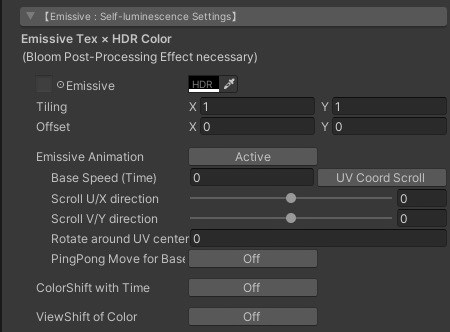 【Emissive : Self-luminescence Settings】
Emissive Tex × HDR Color
(Bloom Post-Processing Effect necessary)
Emissive HDR
Tiling X 1 Y 1
Offset X 0 Y 0
Emissive Animation Active
Base Speed (Time) 0 UV Coord Scroll
Scroll U/X direction 0
Scroll V/Y direction 0
Rotate around UV center 0
PingPong Move for Base Off
ColorShift with Time Off
ViewShift of Color Off